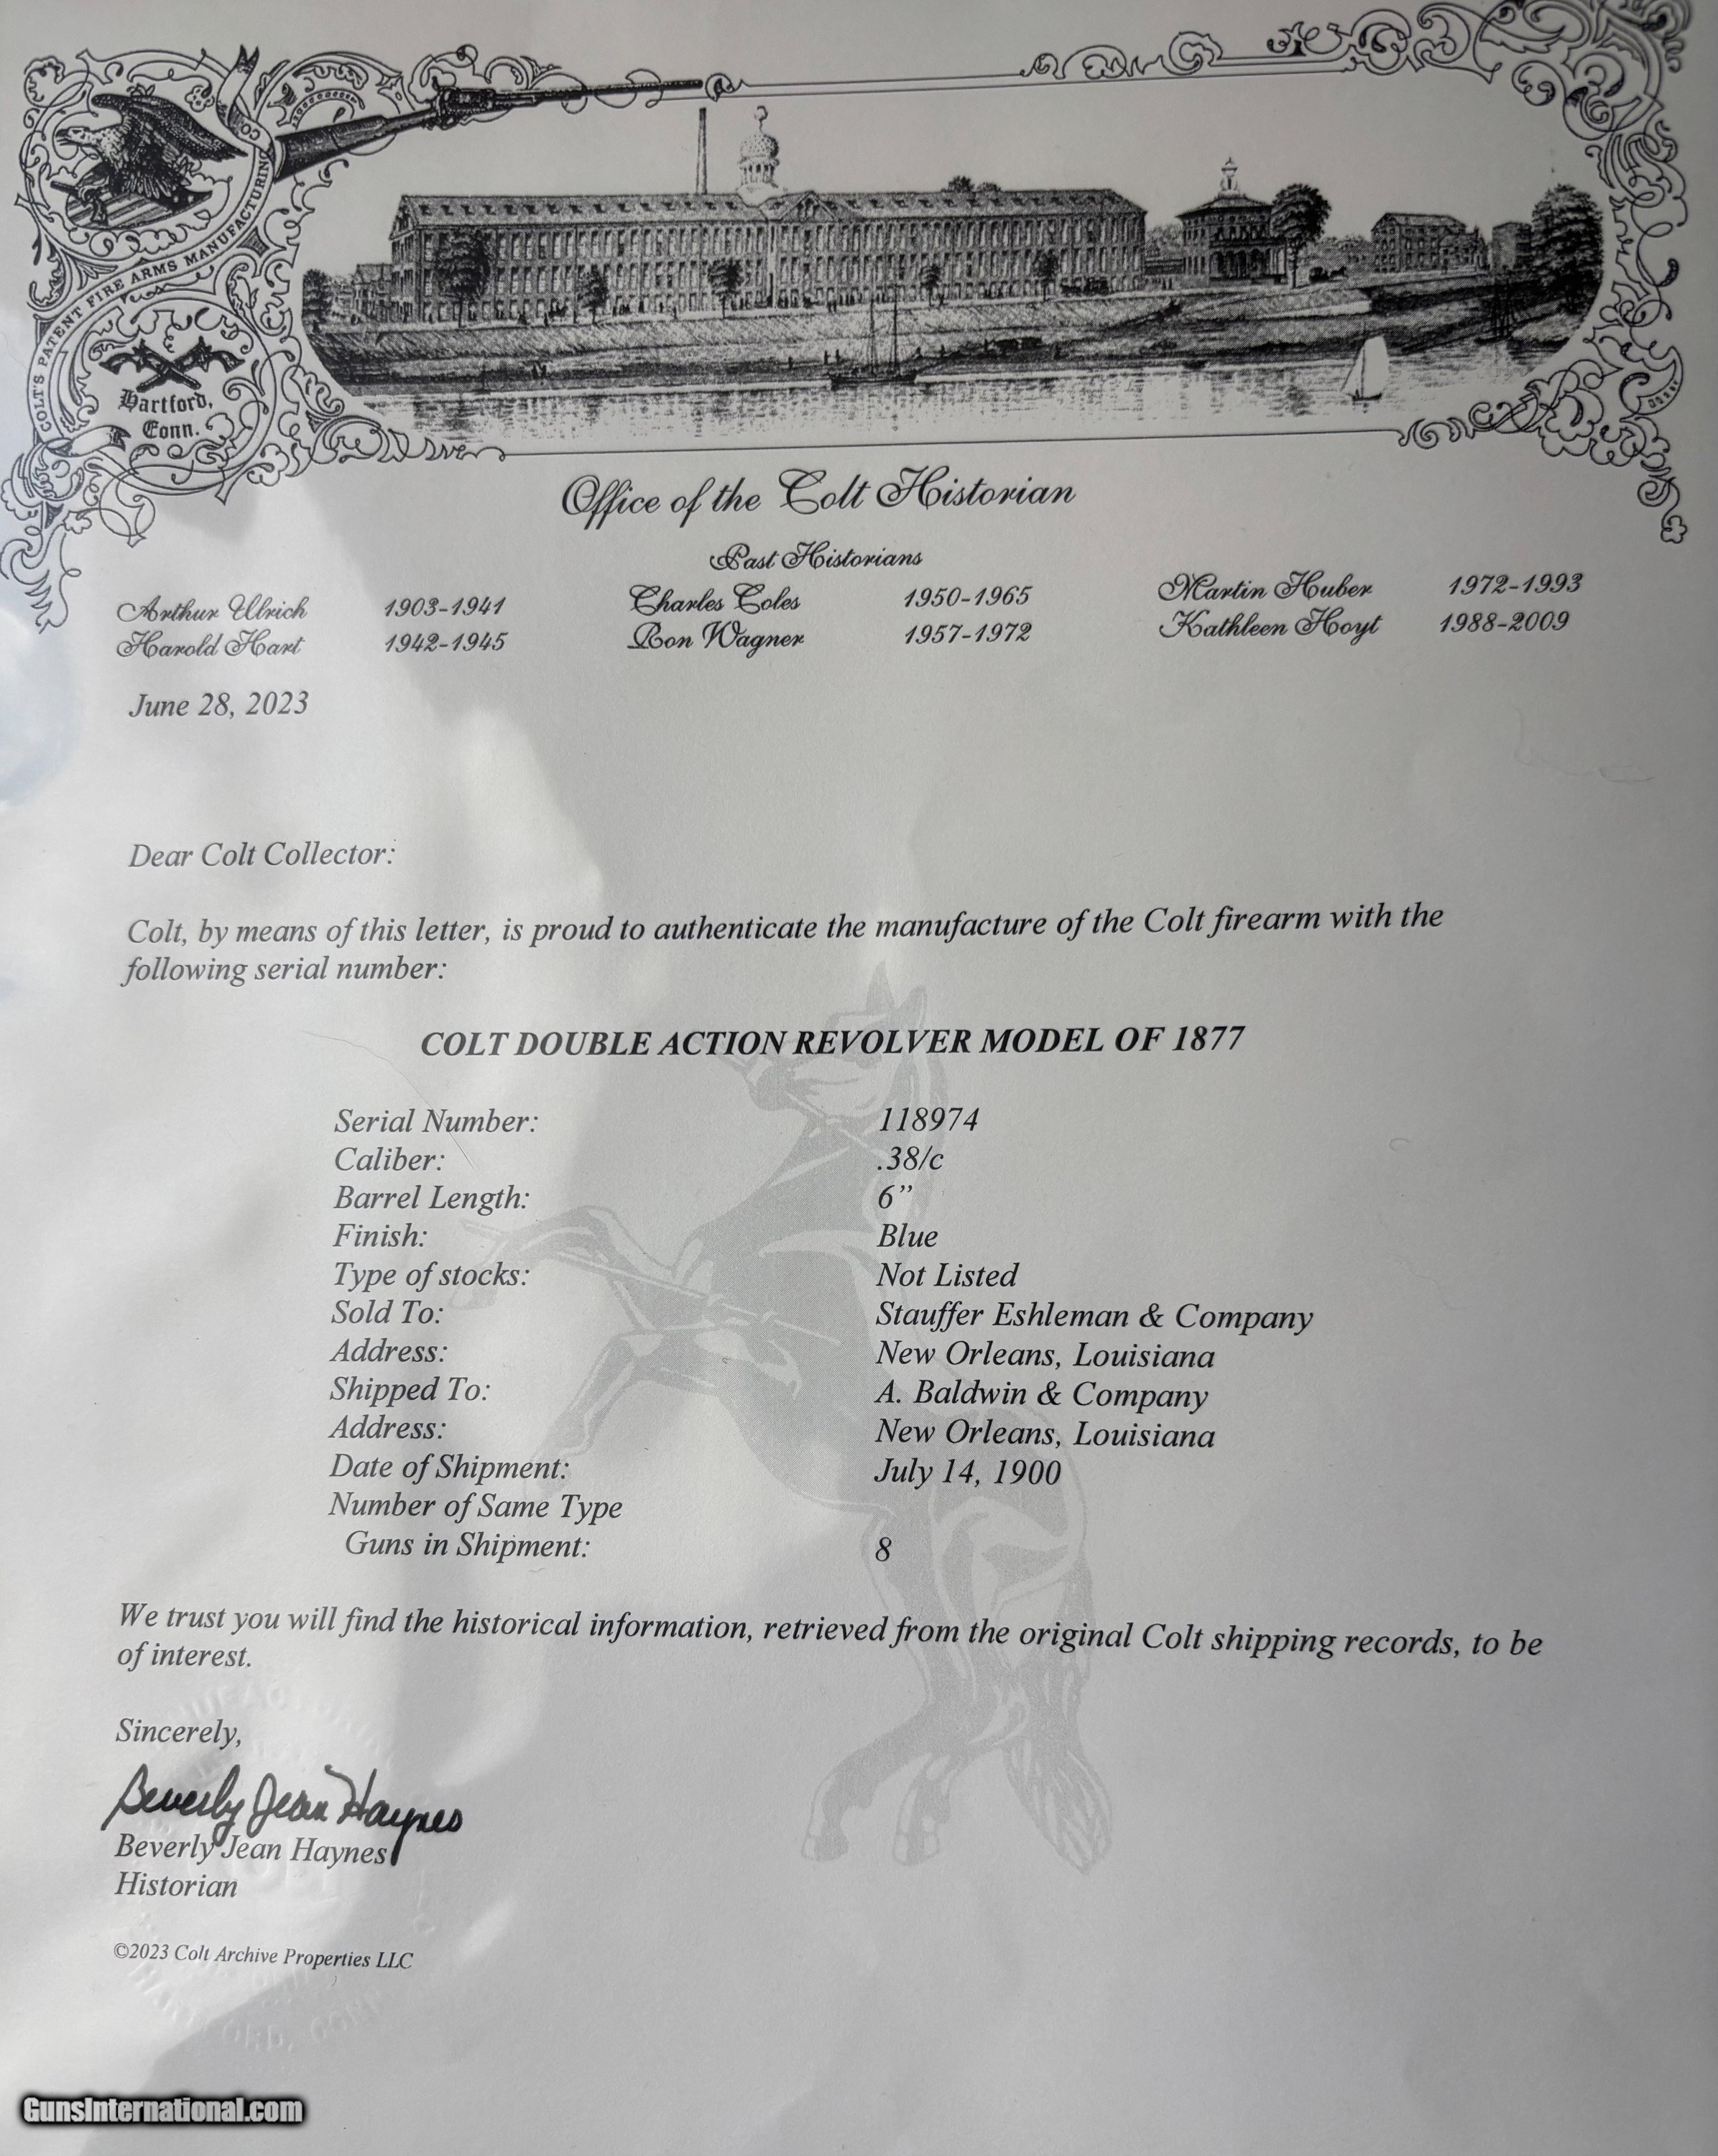 COLT'S PATENT FIRE ARMS MANUFACTURING CO
Hartford,
Conn.
Office of the Colt Historian
Past Historians
Arthur Ulrich 1903-1941 Charles Coles 1950-1965 Martin Huber 1972-1993
Harold Hart 1942-1945 Ron Wagner 1957-1972 Kathleen Hoyt 1988-2009
June 28, 2023
Dear Colt Collector:
Colt, by means of this letter, is proud to authenticate the manufacture of the Colt firearm with the
following serial number:
COLT DOUBLE ACTION REVOLVER MODEL OF 1877
Serial Number: 118974
Caliber: .38/c
Barrel Length: 6”
Finish: Blue
Type of stocks: Not Listed
Sold To: Stauffer Eshleman & Company
Address: New Orleans, Louisiana
Shipped To: A. Baldwin & Company
Address: New Orleans, Louisiana
Date of Shipment: July 14, 1900
Number of Same Type
Guns in Shipment: 8
We trust you will find the historical information, retrieved from the original Colt shipping records, to be
of interest.
Sincerely,
Beverly Jean Haynes
Beverly Jean Haynes
Historian
©2023 Colt Archive Properties LLC
GunsInternational.com